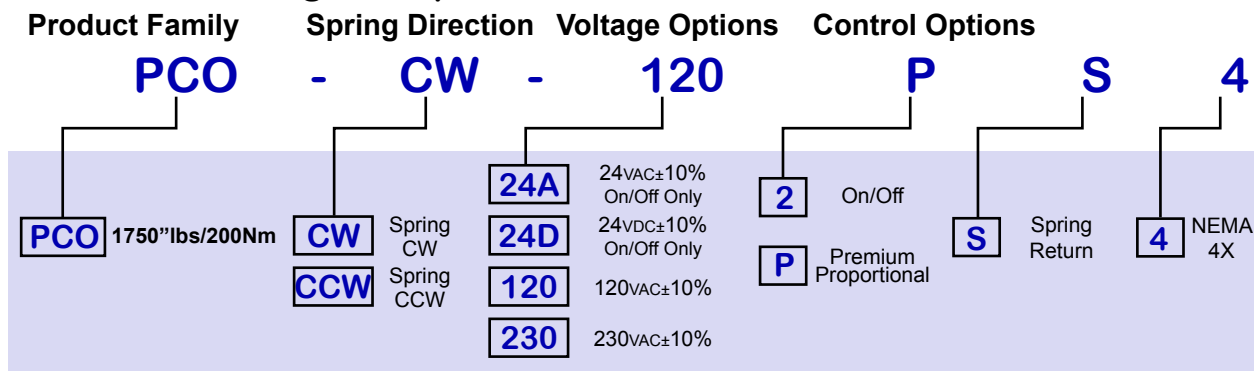 Product Family Spring Direction Voltage Options Control Options
PCO - CW - 120 P S 4
24A 24VAC±10%
On/Off Only
2 On/Off
PCO 1750"lbs/200Nm
CW Spring
CW
24D 24VDC±10%
On/Off Only
S Spring
Return
4 NEMA
4X
P Premium
Proportional
CCW Spring
CCW
120 120VAC±10%
230 230VAC±10%